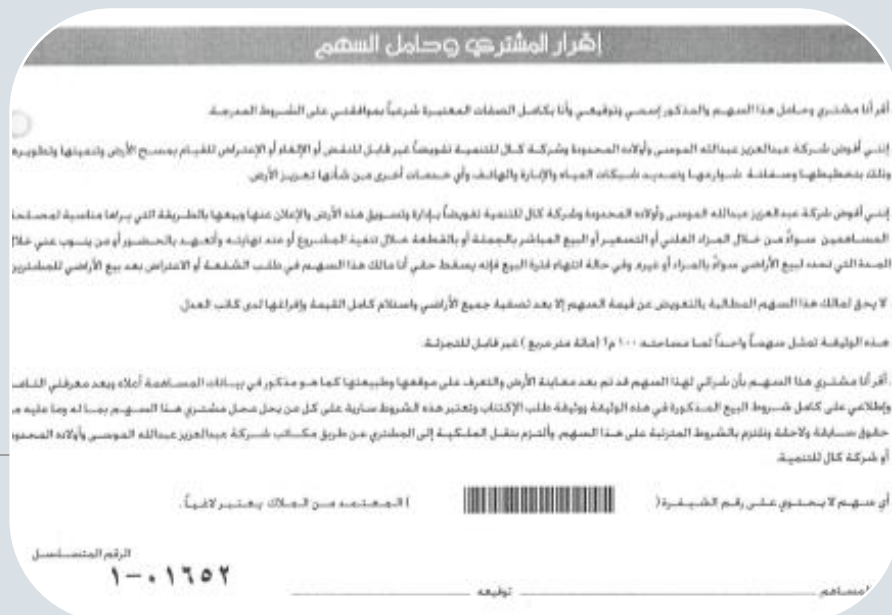 إقرار المشتري وحامل السهم
أقر أنا مشتري وحامل هذا السهم والمذكور إسمي وتوقيعي وأنا بكامل الصفات المعتبرة شرعياً بموافقتي على الشروط المدرجة.
إنني أفوض شركة عبدالعزيز عبدالله الموسى وأولاده المحدودة وشركة كال للتنمية تفويضاً غير قابل للنقض أو الإلغاء أو الإعتراض للقيام بمسح الأرض وتنميتها وتطويرها
وذلك بتخطيطها وسفلتة شوارعها وتمديد شبكات المياه والإنارة والهاتف وأي خدمات أخرى من شأنها تعزيز الأرض.
إنني أفوض شركة عبدالعزيز عبدالله الموسى وأولاده المحدودة وشركة كال للتنمية تفويضاً بإدارة وتسويق هذه الأرض والإعلان عنها وبيعها بالطريقة التي يراها مناسبة لمصلحة
المساهمين سواءً من خلال المزاد العلني أو التسعير أو البيع المباشر بالجملة أو بالقطعة خلال تنفيذ المشروع أو عند نهايته وأتعهد بالحضور أو من ينوب عني خلال
المدة التي تحدد لبيع الأراضي سواءً بالمزاد أو غيره وفي حالة انتهاء فترة البيع فإنه يسقط حقي أنا مالك هذا السهم في طلب الشفعة أو الاعتراض بعد بيع الأراضي للمشترين
لا يحق لمالك هذا السهم المطالبة بالتعويض عن قيمة السهم إلا بعد تصفية جميع الأراضي واستلام كامل القيمة وإفراغها لدى كاتب العدل.
هذه الوثيقة تمثل سهماً واحداً لما مساحته ١٠٠ م٢ (مائة متر مربع) غير قابل للتجزئة.
أقر أنا مشتري هذا السهم بأن شرائي لهذا السهم قد تم بعد معاينة الأرض والتعرف على موقعها وطبيعتها كما هو مذكور في بيانات المساهمة أعلاه وبعد معرفتي
وإطلاعي على كامل شروط البيع المذكورة في هذه الوثيقة ووثيقة طلب الإكتتاب وتعتبر هذه الشروط سارية على كل من يحل محل مشتري هذا السهم بما له وما عليه
حقوق سابقة ولاحقة ونلتزم بالشروط المترتبة على هذا السهم وألتزم بنقل الملكية إلى المشتري عن طريق مكاتب شركة عبدالعزيز عبدالله الموسى وأولاده
أو شركة كال للتنمية.
أي سهم لا يحتوي على رقم الشيفرة ( ) المعتمد من الملاك يعتبر لاغياً.
الرقم المتسلسل
١-٠١٦٥٢
المساهم توقيعه